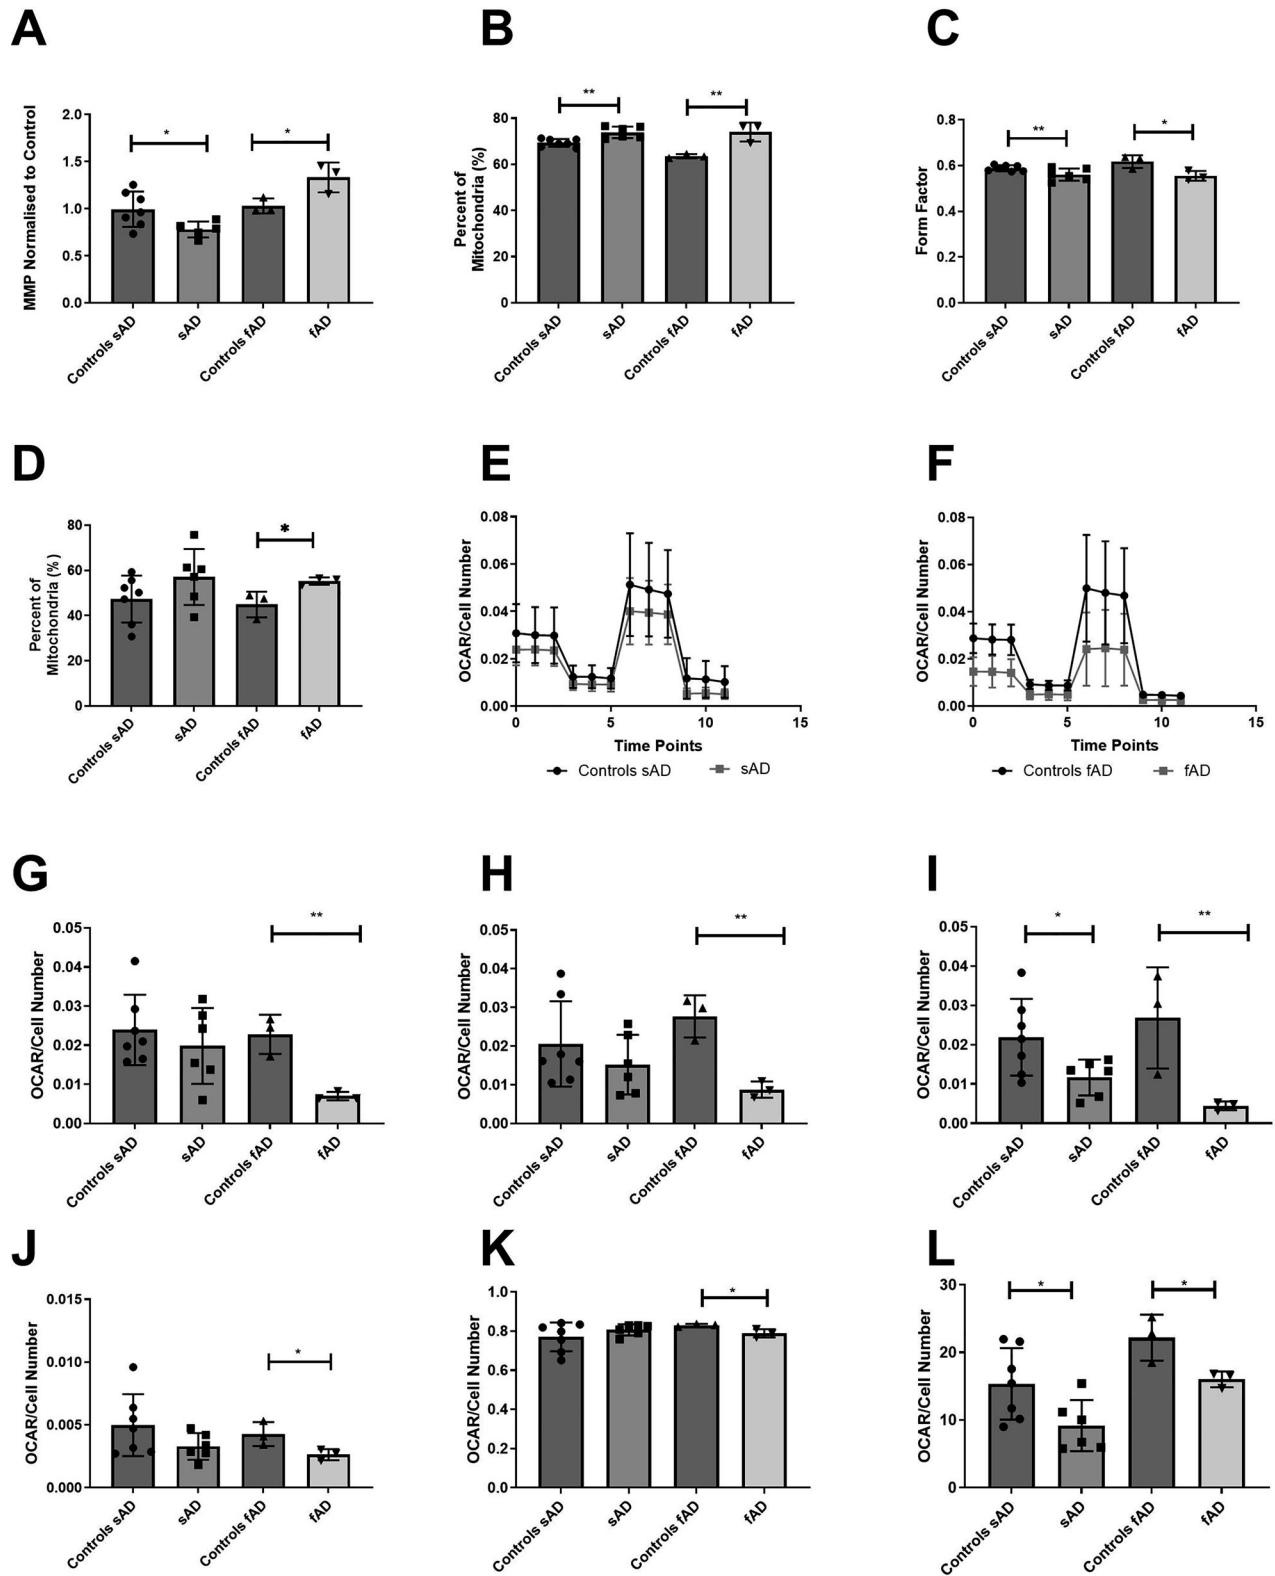 A
MMP Normalised to Control
2.0
1.5
1.0
0.5
0.0
*
*
Controls sAD
sAD
Controls fAD
fAD
B
Percent of
Mitochondria (%)
80
60
40
20
0
**
**
Controls sAD
sAD
Controls fAD
fAD
C
Form Factor
0.8
0.6
0.4
0.2
0.0
**
*
Controls sAD
sAD
Controls fAD
fAD
D
Percent of
Mitochondria (%)
80
60
40
20
0
*
Controls sAD
sAD
Controls fAD
fAD
E
OCAR/Cell Number
0.08
0.06
0.04
0.02
0.00
0
5
10
15
Time Points
Controls sAD
sAD
F
OCAR/Cell Number
0.08
0.06
0.04
0.02
0.00
0
5
10
15
Time Points
Controls fAD
fAD
G
OCAR/Cell Number
0.05
0.04
0.03
0.02
0.01
0.00
**
Controls sAD
sAD
Controls fAD
fAD
H
OCAR/Cell Number
0.05
0.04
0.03
0.02
0.01
0.00
**
Controls sAD
sAD
Controls fAD
fAD
I
OCAR/Cell Number
0.05
0.04
0.03
0.02
0.01
0.00
*
**
Controls sAD
sAD
Controls fAD
fAD
J
OCAR/Cell Number
0.015
0.010
0.005
0.000
*
Controls sAD
sAD
Controls fAD
fAD
K
OCAR/Cell Number
1.0
0.8
0.6
0.4
0.2
0.0
*
Controls sAD
sAD
Controls fAD
fAD
L
OCAR/Cell Number
30
20
10
0
*
*
Controls sAD
sAD
Controls fAD
fAD